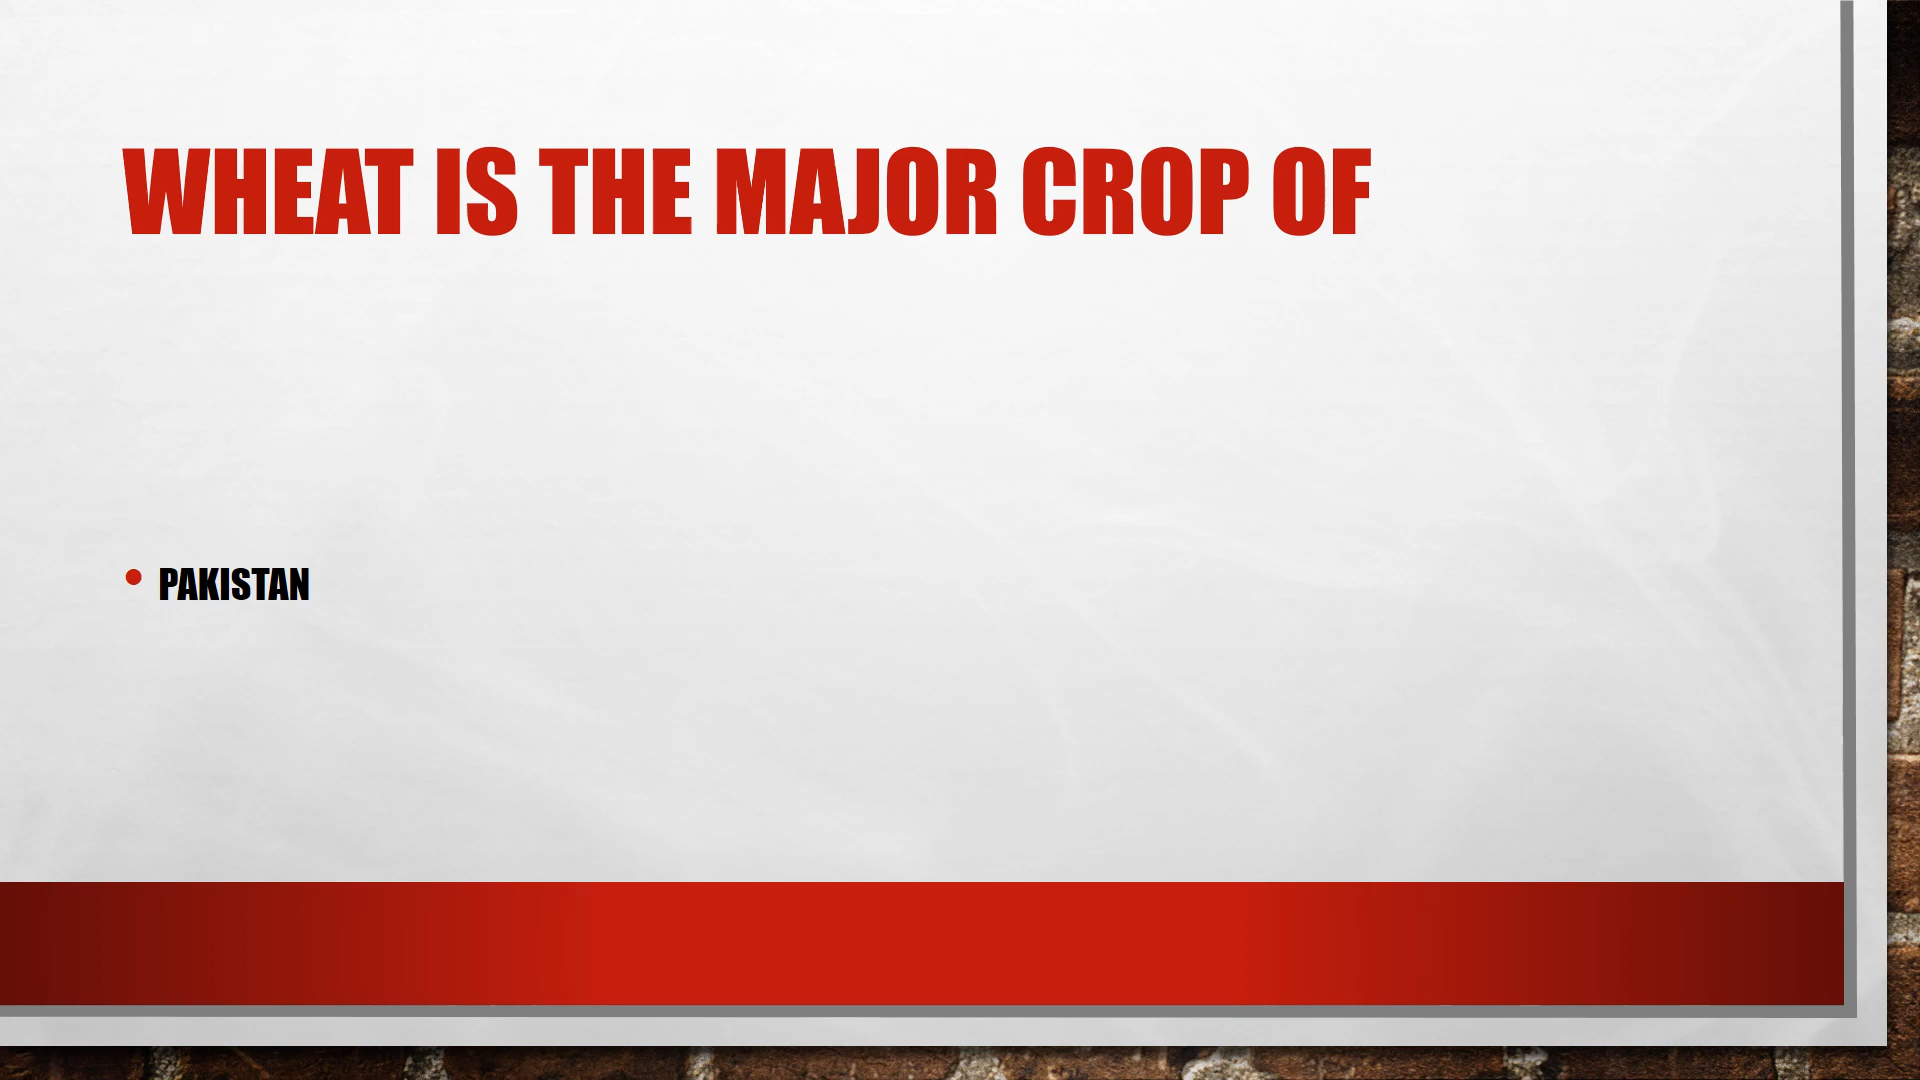 WHEAT IS THE MAJOR CROP OF
• PAKISTAN